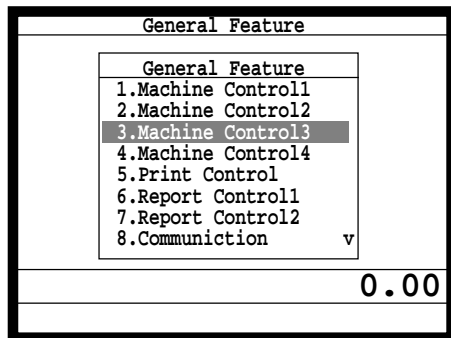 General Feature
General Feature
1.Machine Control1
2.Machine Control2
3.Machine Control3
4.Machine Control4
5.Print Control
6.Report Control1
7.Report Control2
8.Communiction v
0.00